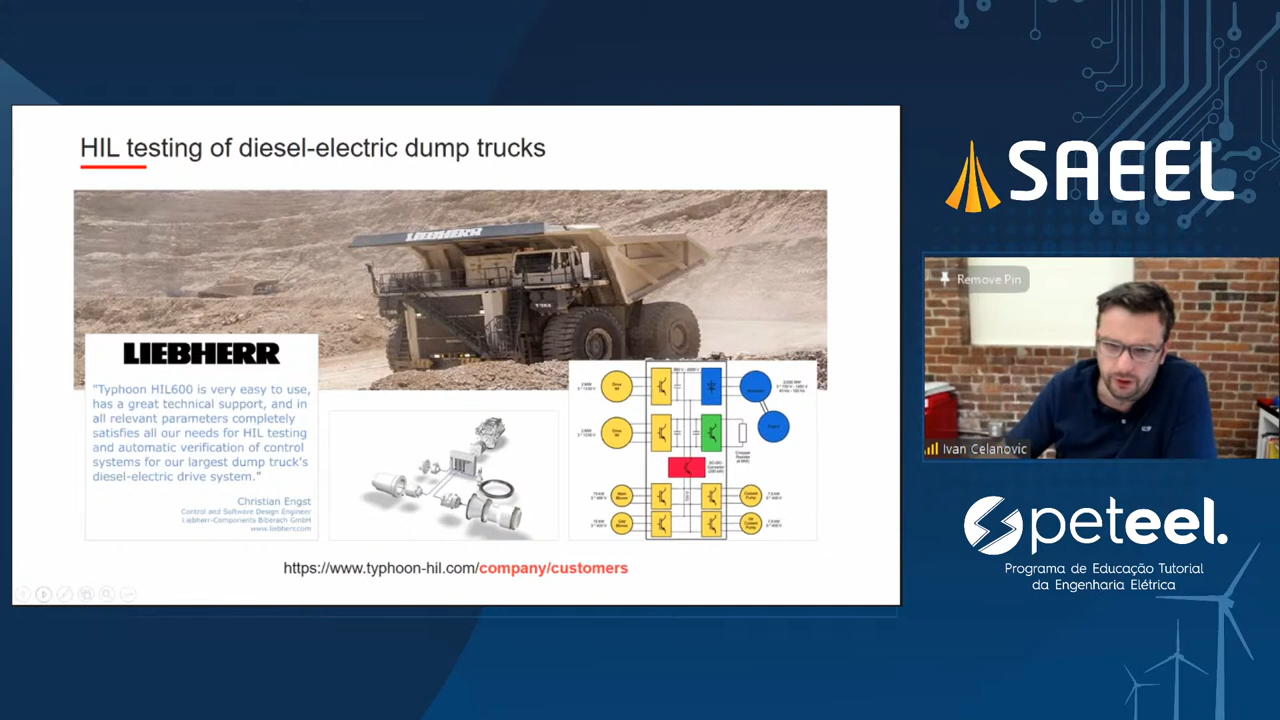 HIL testing of diesel-electric dump trucks
LIEBHERR
LIEBHERR
"Typhoon HIL600 is very easy to use,
has a great technical support, and in
all relevant parameters completely
satisfies all our needs for HIL testing
and automatic verification of control
systems for our largest dump truck's
diesel-electric drive system."
Christian Engst
Control and Software Design Engineer
Liebherr-Components Biberach GmbH
www.liebherr.com
https://www.typhoon-hil.com/company/customers
SAEEL
Remove Pin
Ivan Celanovic
peteel.
Programa de Educação Tutorial
da Engenharia Elétrica